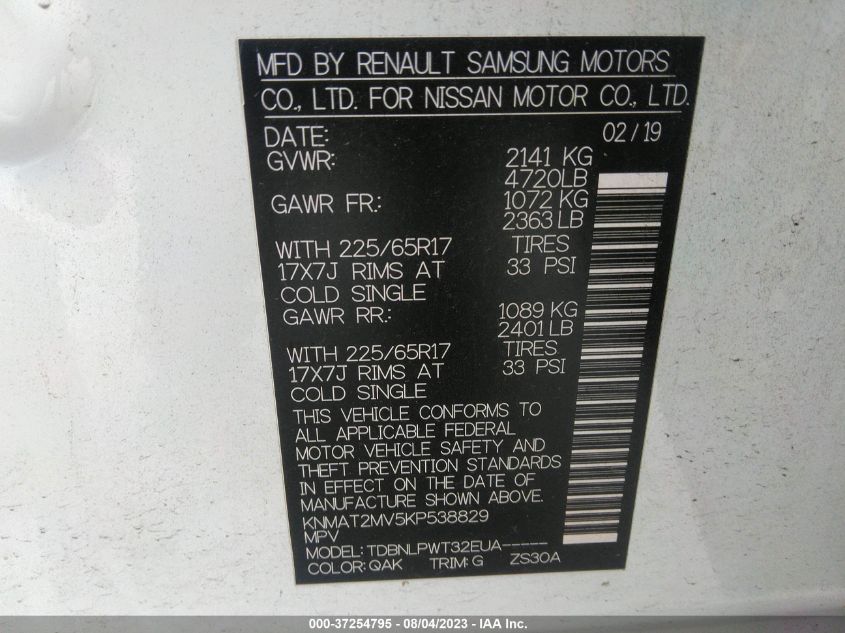 MFD BY RENAULT SAMSUNG MOTORS
CO., LTD. FOR NISSAN MOTOR CO., LTD.
DATE: 02/19
GVWR: 2141 KG
4720LB
GAWR FR.: 1072 KG
2363 LB
WITH 225/65R17 TIRES
17X7J RIMS AT 33 PSI
COLD SINGLE
GAWR RR.: 1089 KG
2401 LB
WITH 225/65R17 TIRES
17X7J RIMS AT 33 PSI
COLD SINGLE
THIS VEHICLE CONFORMS TO
ALL APPLICABLE FEDERAL
MOTOR VEHICLE SAFETY AND
THEFT PREVENTION STANDARDS
IN EFFECT ON THE DATE OF
MANUFACTURE SHOWN ABOVE.
KNMAT2MV5KP538829
MPV
MODEL: TDBNLPWT32EUA-----
COLOR: QAK TRIM: G ZS30A
000-37254795 - 08/04/2023 - IAA Inc.